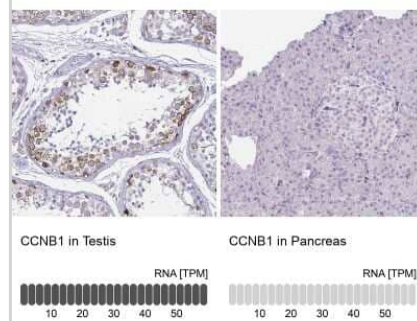 CCNB1 in Testis
RNA [TPM]
10 20 30 40 50
CCNB1 in Pancreas
RNA [TPM]
10 20 30 40 50